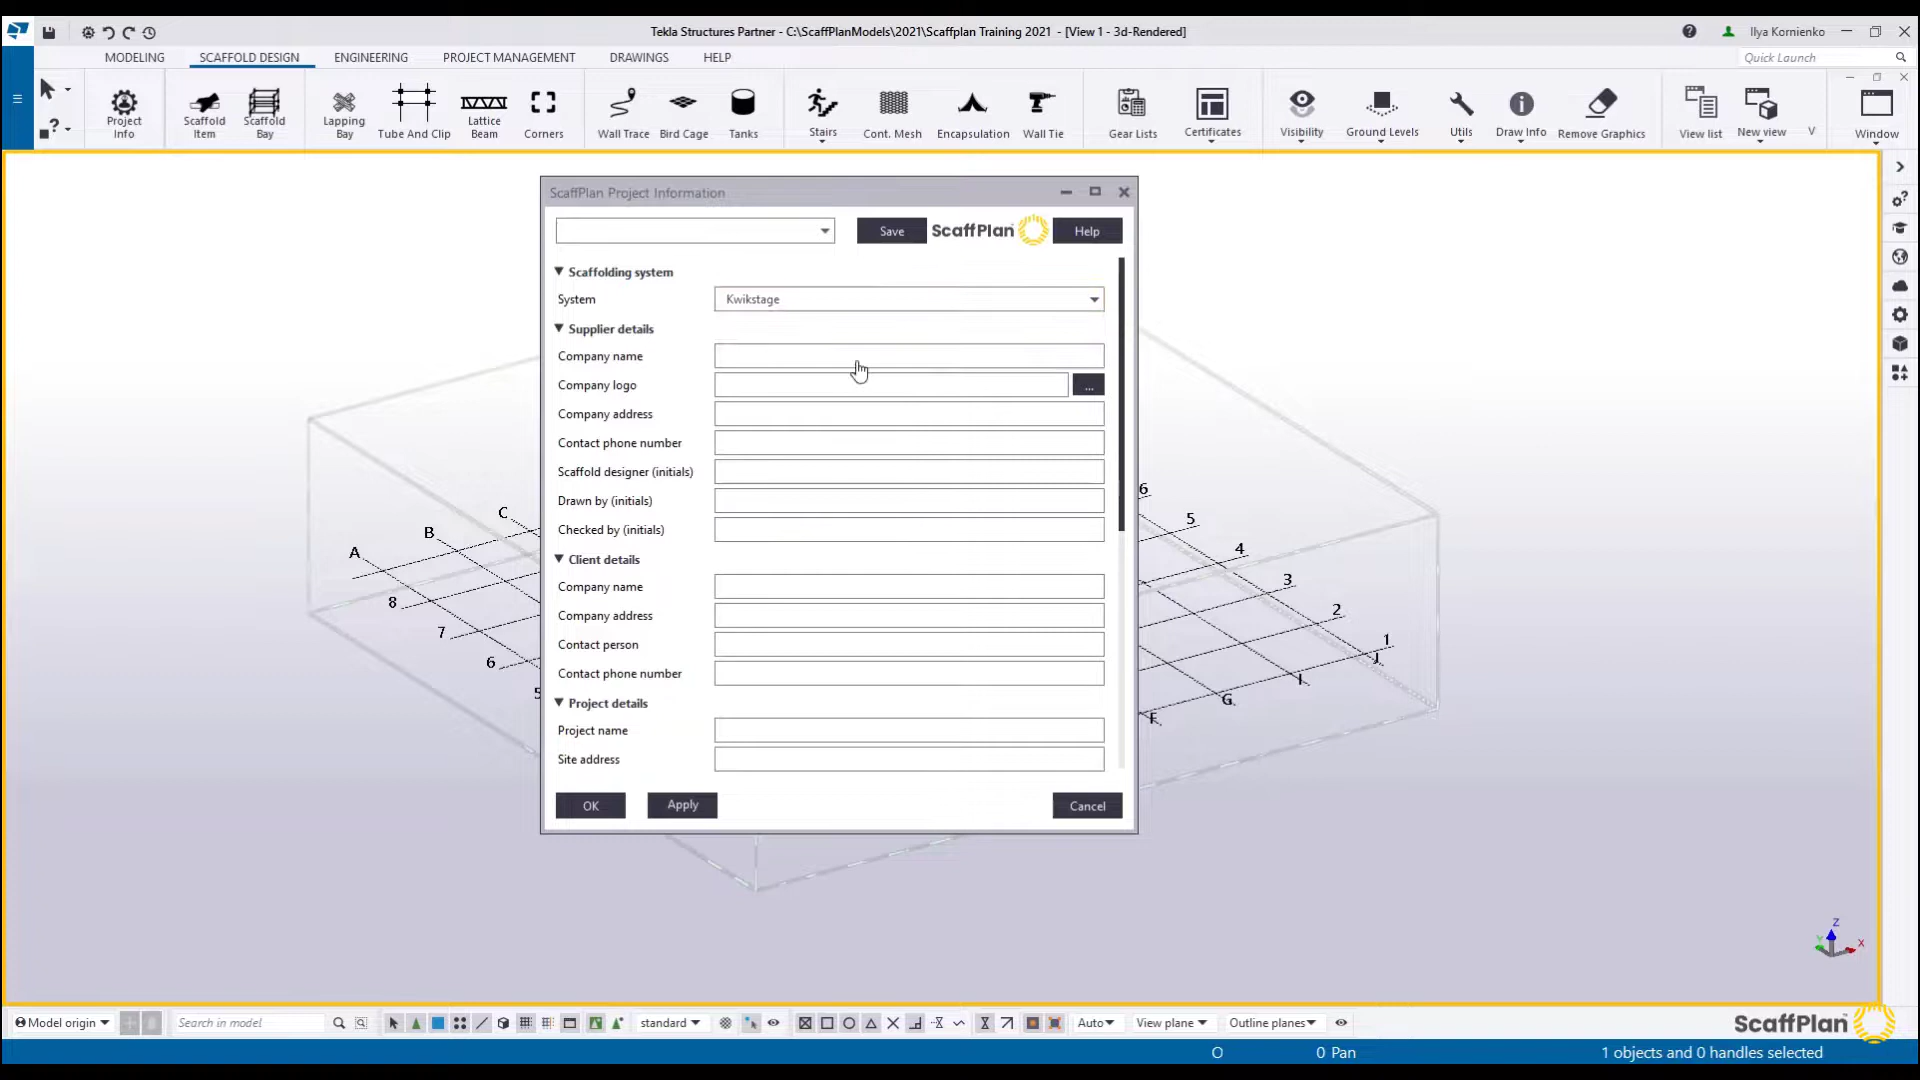 Tekla Structures Partner - C:\ScaffPlanModels\2021\Scaffplan Training 2021 - [View 1 - 3d-Rendered]
Ilya Kornienko
MODELING
SCAFFOLD DESIGN
ENGINEERING
PROJECT MANAGEMENT
DRAWINGS
HELP
Quick Launch
Project Info
Scaffold Item
Scaffold Bay
Lapping Bay
Tube And Clip
Lattice Beam
Corners
Wall Trace
Bird Cage
Tanks
Stairs
Cont. Mesh
Encapsulation
Wall Tie
Gear Lists
Certificates
Visibility
Ground Levels
Utils
Draw Info
Remove Graphics
View list
New view
V
Window
ScaffPlan Project Information
Save
ScaffPlan
Help
Scaffolding system
System
Kwikstage
Supplier details
Company name
Company logo
...
Company address
Contact phone number
Scaffold designer (initials)
Drawn by (initials)
Checked by (initials)
Client details
Company name
Company address
Contact person
Contact phone number
Project details
Project name
Site address
OK
Apply
Cancel
A
B
C
8
7
6
5
6
5
4
3
2
1
J
I
G
F
Z
Y
X
Model origin
Search in model
standard
Auto
View plane
Outline planes
ScaffPlan
O
0 Pan
1 objects and 0 handles selected